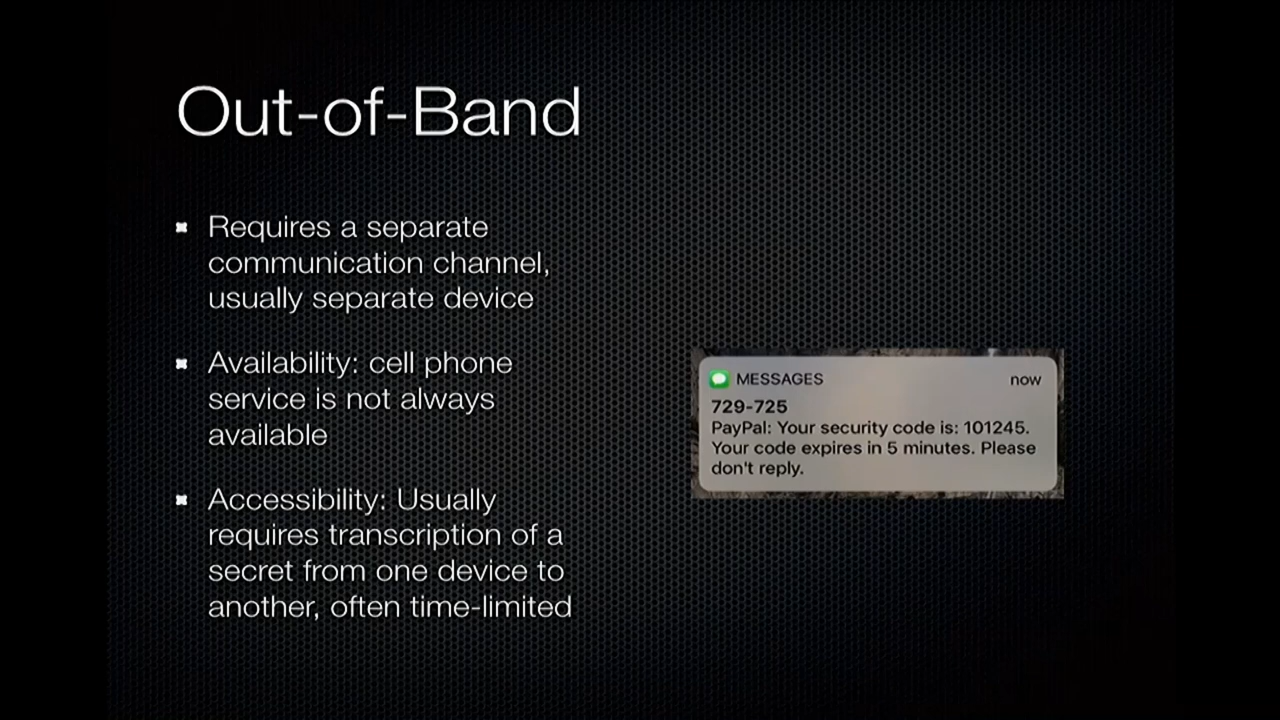 Out-of-Band
Requires a separate
communication channel,
usually separate device
Availability: cell phone
service is not always
available
Accessibility: Usually
requires transcription of a
secret from one device to
another, often time-limited
MESSAGES now
729-725
PayPal: Your security code is: 101245.
Your code expires in 5 minutes. Please
don't reply.